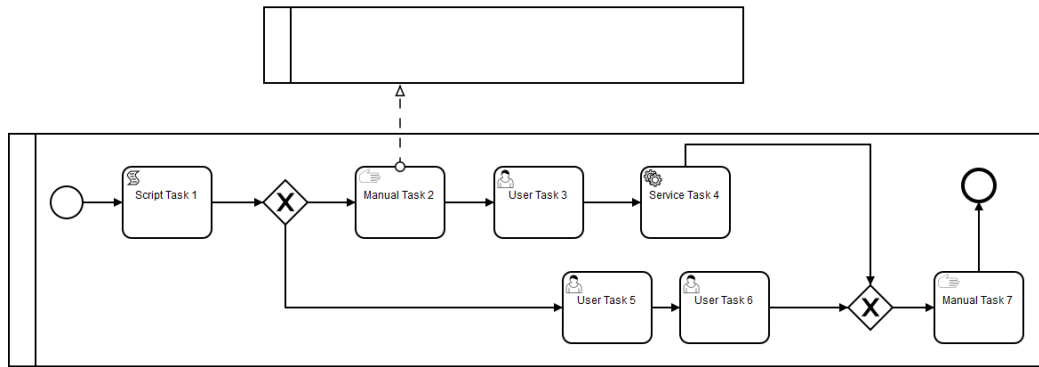 Script Task 1
Manual Task 2
User Task 3
Service Task 4
User Task 5
User Task 6
Manual Task 7